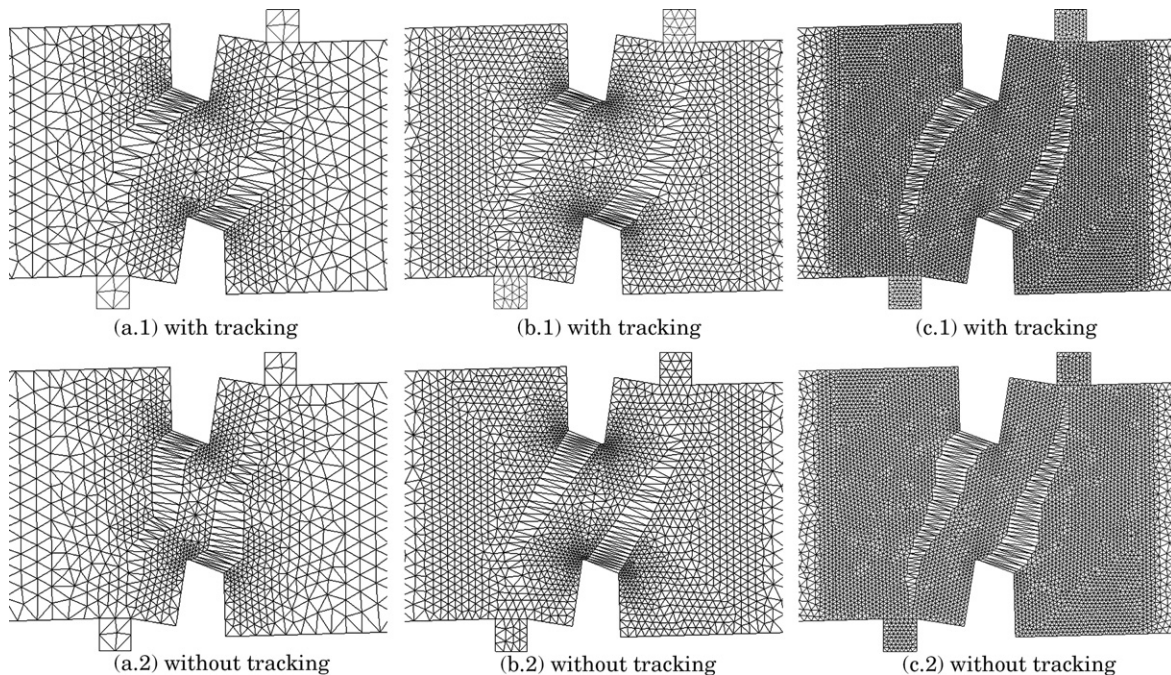 (a.1) with tracking
(b.1) with tracking
(c.1) with tracking
(a.2) without tracking
(b.2) without tracking
(c.2) without tracking